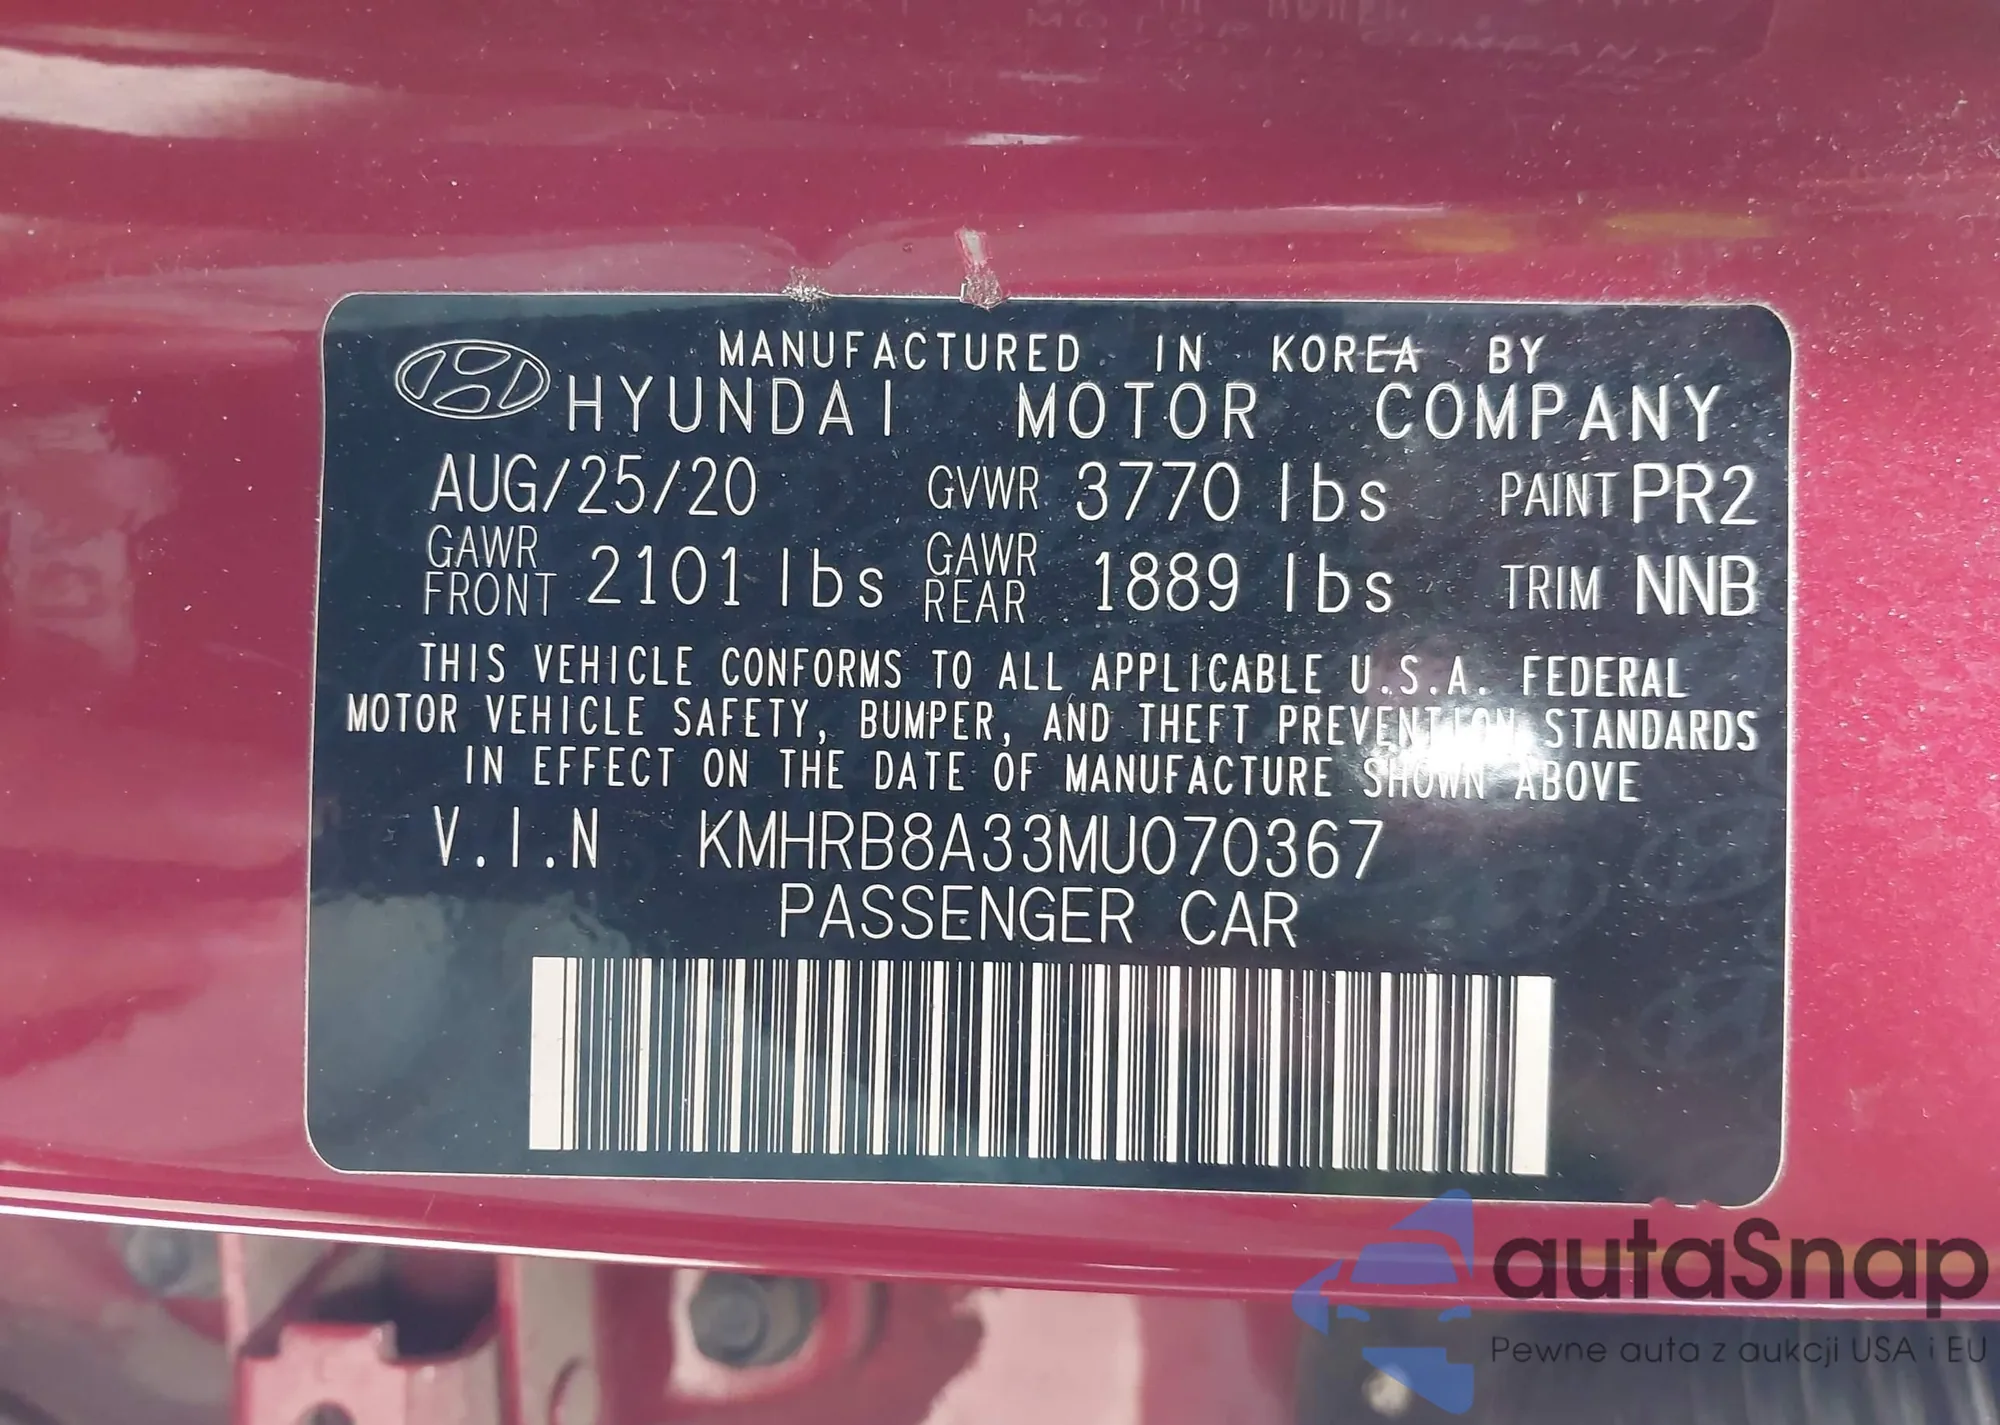 MANUFACTURED IN KOREA BY
HYUNDAI MOTOR COMPANY
AUG/25/20 GVWR 3770 lbs PAINT PR2
GAWR FRONT 2101 lbs GAWR REAR 1889 lbs TRIM NNB
THIS VEHICLE CONFORMS TO ALL APPLICABLE U.S.A. FEDERAL
MOTOR VEHICLE SAFETY, BUMPER, AND THEFT PREVENTION STANDARDS
IN EFFECT ON THE DATE OF MANUFACTURE SHOWN ABOVE
V.I.N KMHRB8A33MU070367
PASSENGER CAR
autaSnap
Pewne auta z aukcji USA i EU